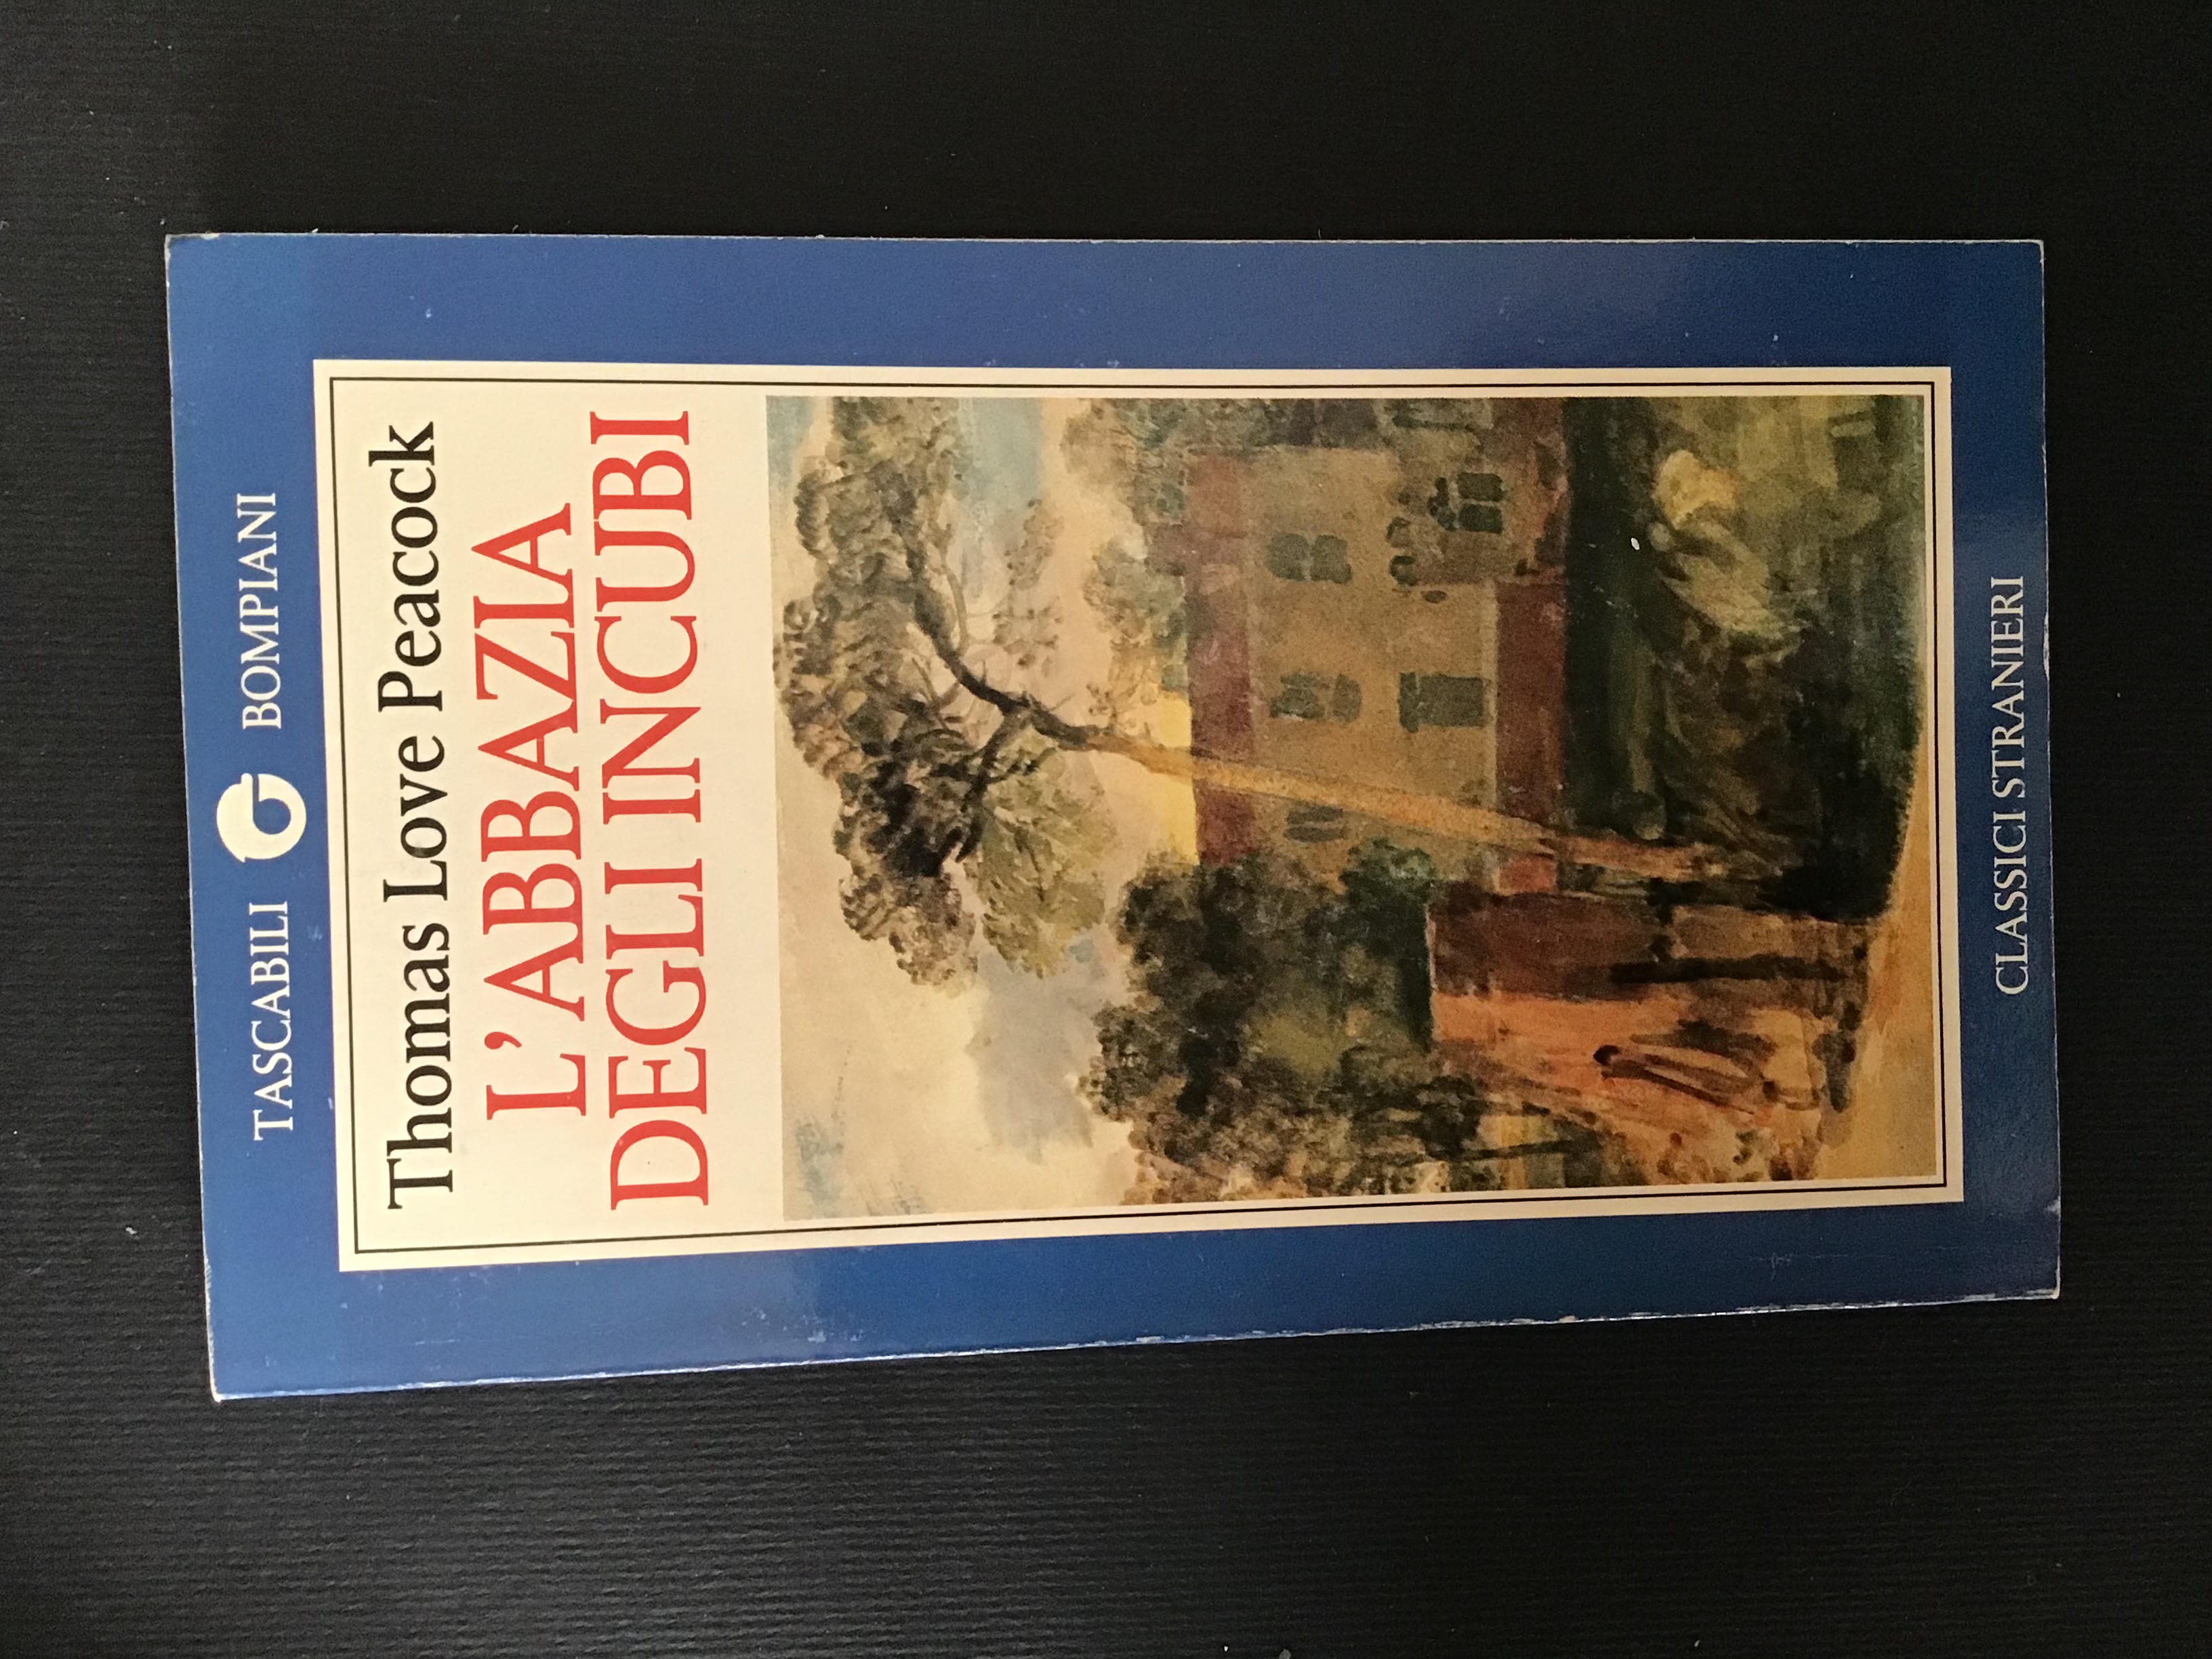 TASCABILI BOMPIANI
Thomas Love Peacock
L'ABBAZIA
DEGLI INCUBI
CLASSICI STRANIERI